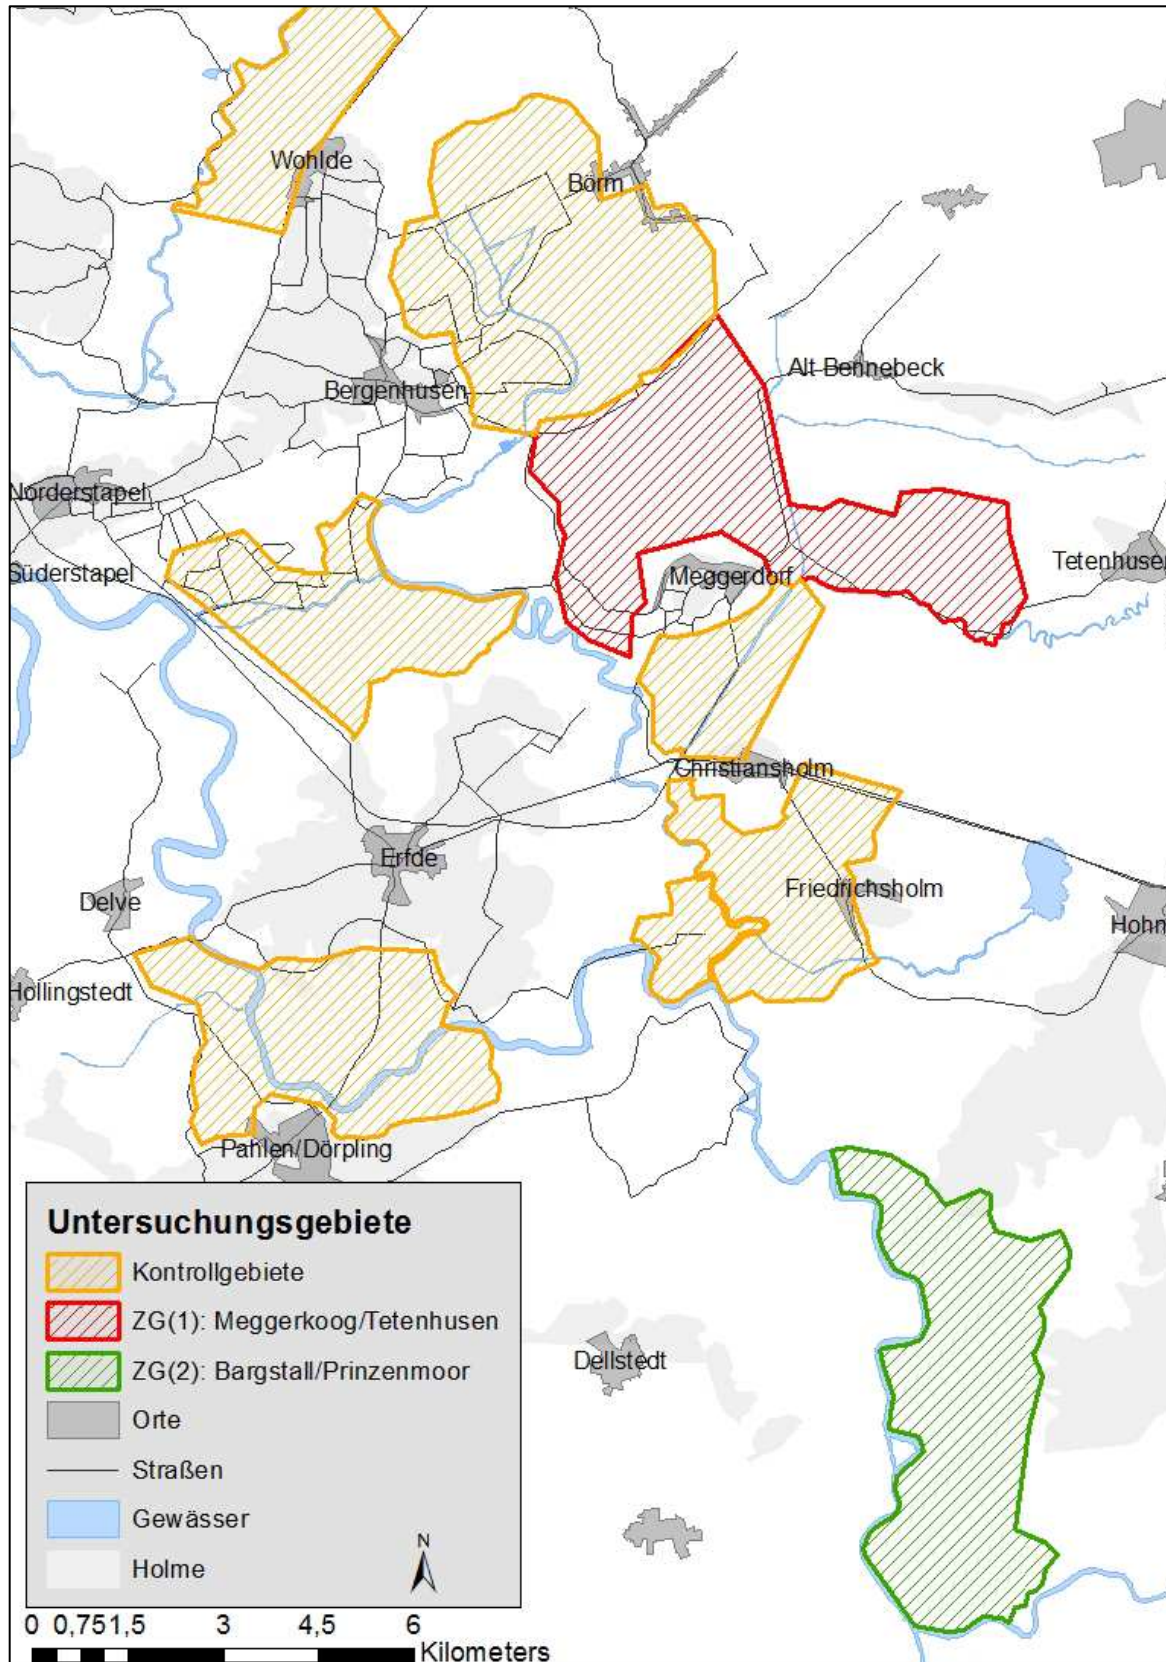 Wohlde
Börm
Alt Bennebeck
Bergenhusen
Norderstapel
Tetenhusen
Süderstapel
Meggerdorf
Christiansholm
Erfde
Friedrichsholm
Delve
Hohn
Hollingstedt
Pahlen/Dörpling
Untersuchungsgebiete
Kontrollgebiete
ZG(1): Meggerkoog/Tetenhusen
ZG(2): Bargstall/Prinzenmoor
Orte
Straßen
Gewässer
Holme
N
Dellstedt
0 0,75 1,5 3 4,5 6
Kilometers